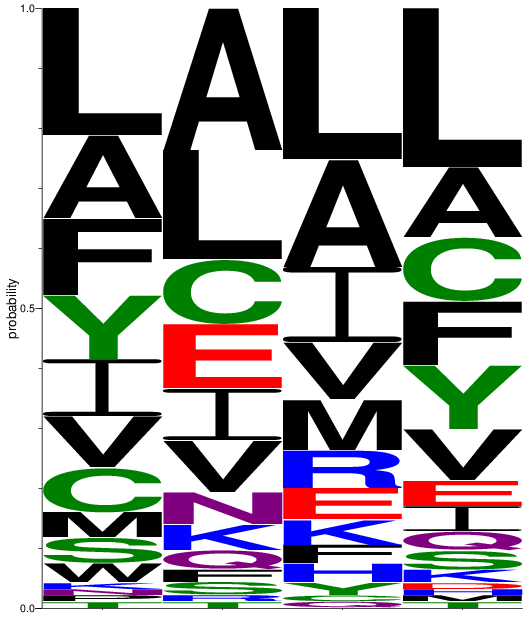 1.0
probability
0.5
0.0
L A L L
A L A A
F C I C
Y E V F
I I M Y
V V R V
C N E E
M K K I
S Q F Q
W F H S